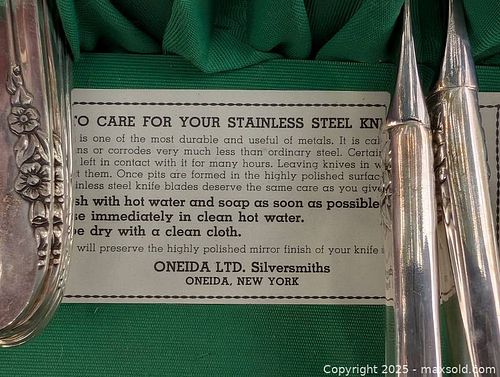 O CARE FOR YOUR STAINLESS STEEL KN
is one of the most durable and useful of metals. It is cal
ns or corrodes very much less than ordinary steel. Certain
left in contact with it for many hours. Leaving knives in w
t them. Once pits are formed in the highly polished surfac
inless steel knife blades deserve the same care as you give
sh with hot water and soap as soon as possible
se immediately in clean hot water.
pe dry with a clean cloth.
will preserve the highly polished mirror finish of your knife
ONEIDA LTD. Silversmiths
ONEIDA, NEW YORK
Copyright 2025 - maxsold.com